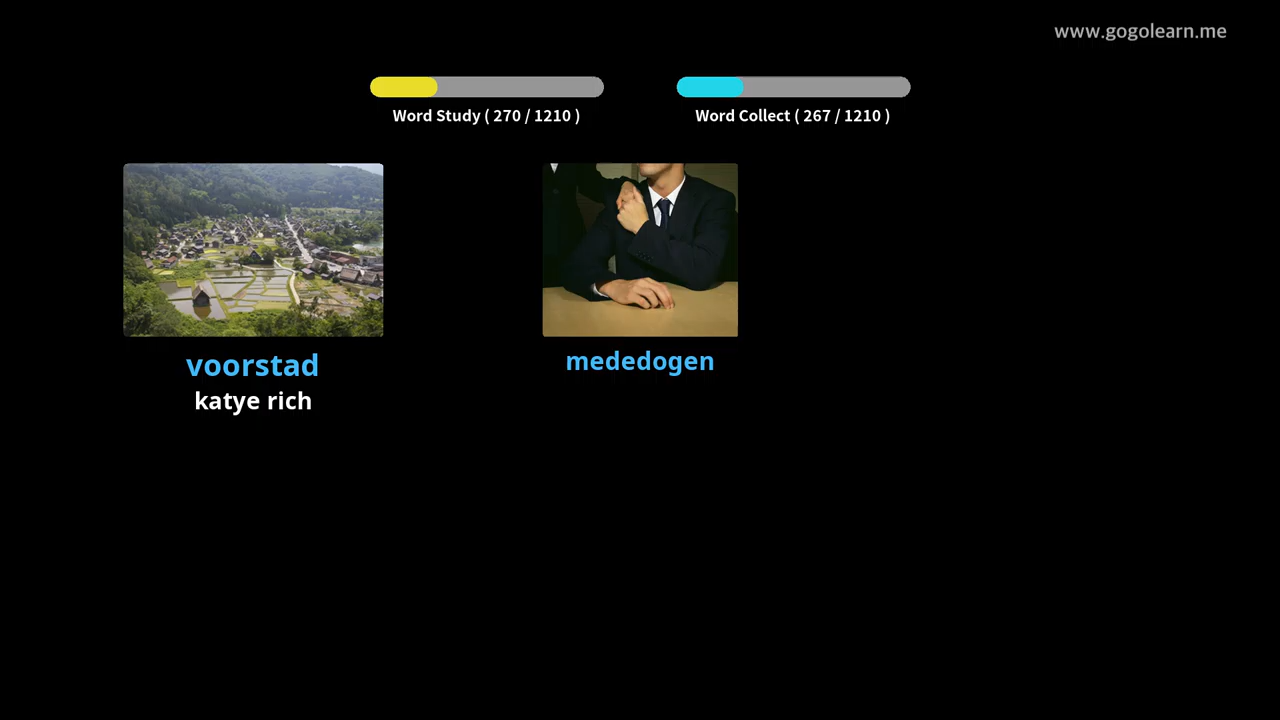 www.gogolearn.me
Word Study ( 270 / 1210 )
Word Collect ( 267 / 1210 )
voorstad
katye rich
mededogen